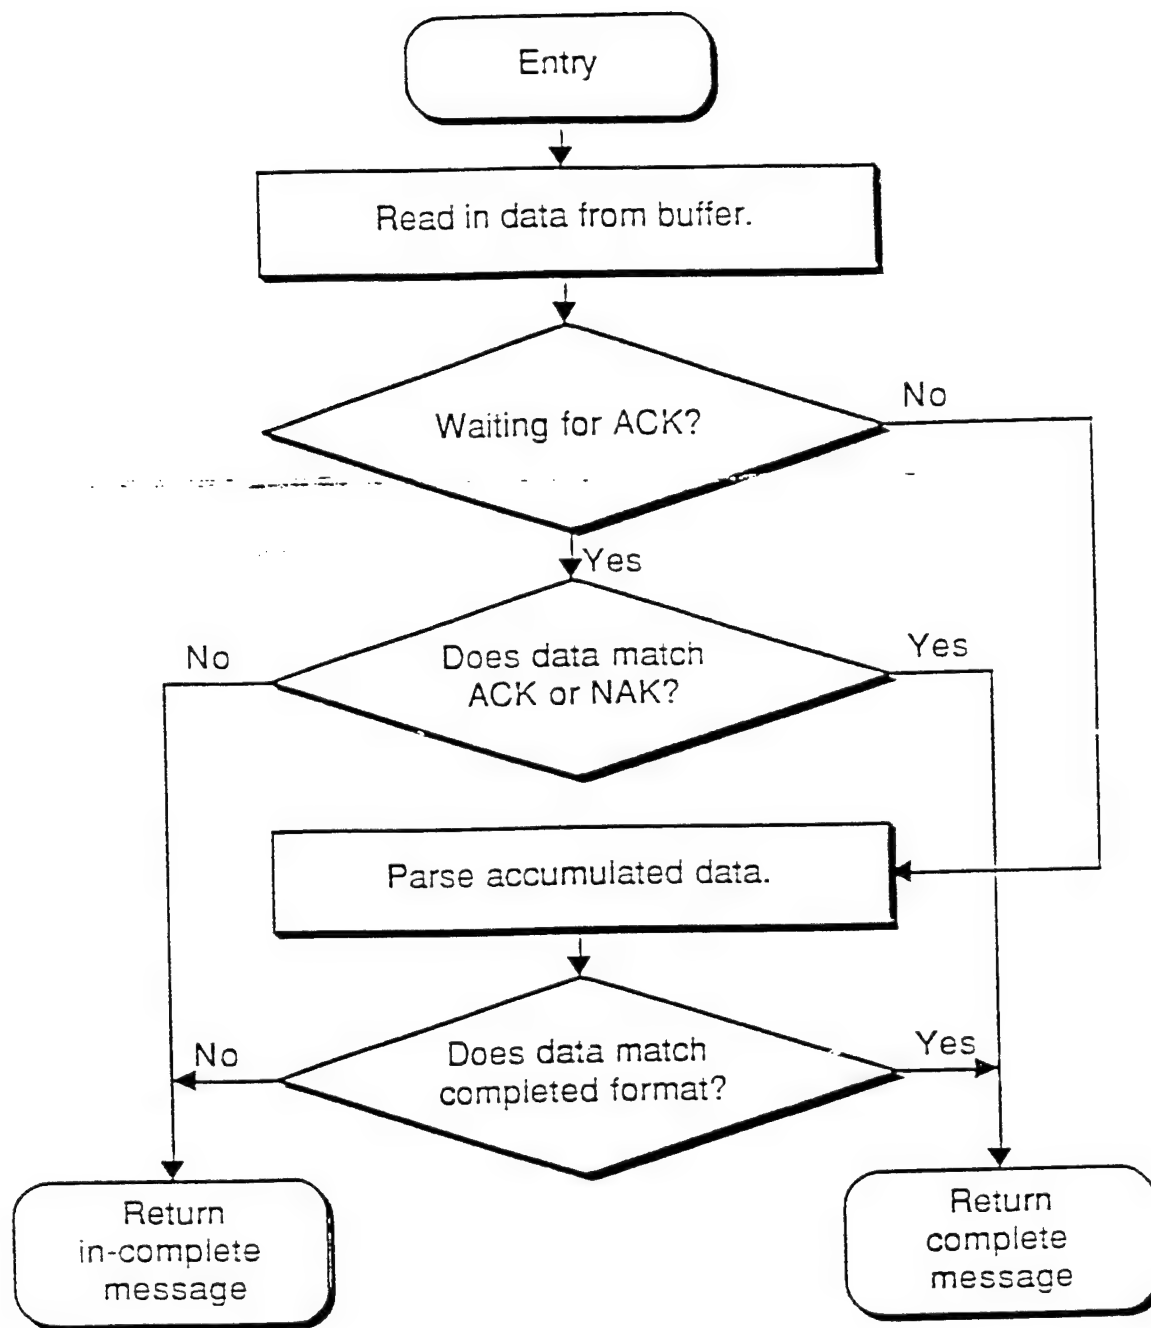 Entry
Read in data from buffer.
No
Waiting for ACK?
Yes
No
Does data match
ACK or NAK?
Yes
Parse accumulated data.
No
Does data match
completed format?
Yes
Return
in-complete
message
Return
complete
message